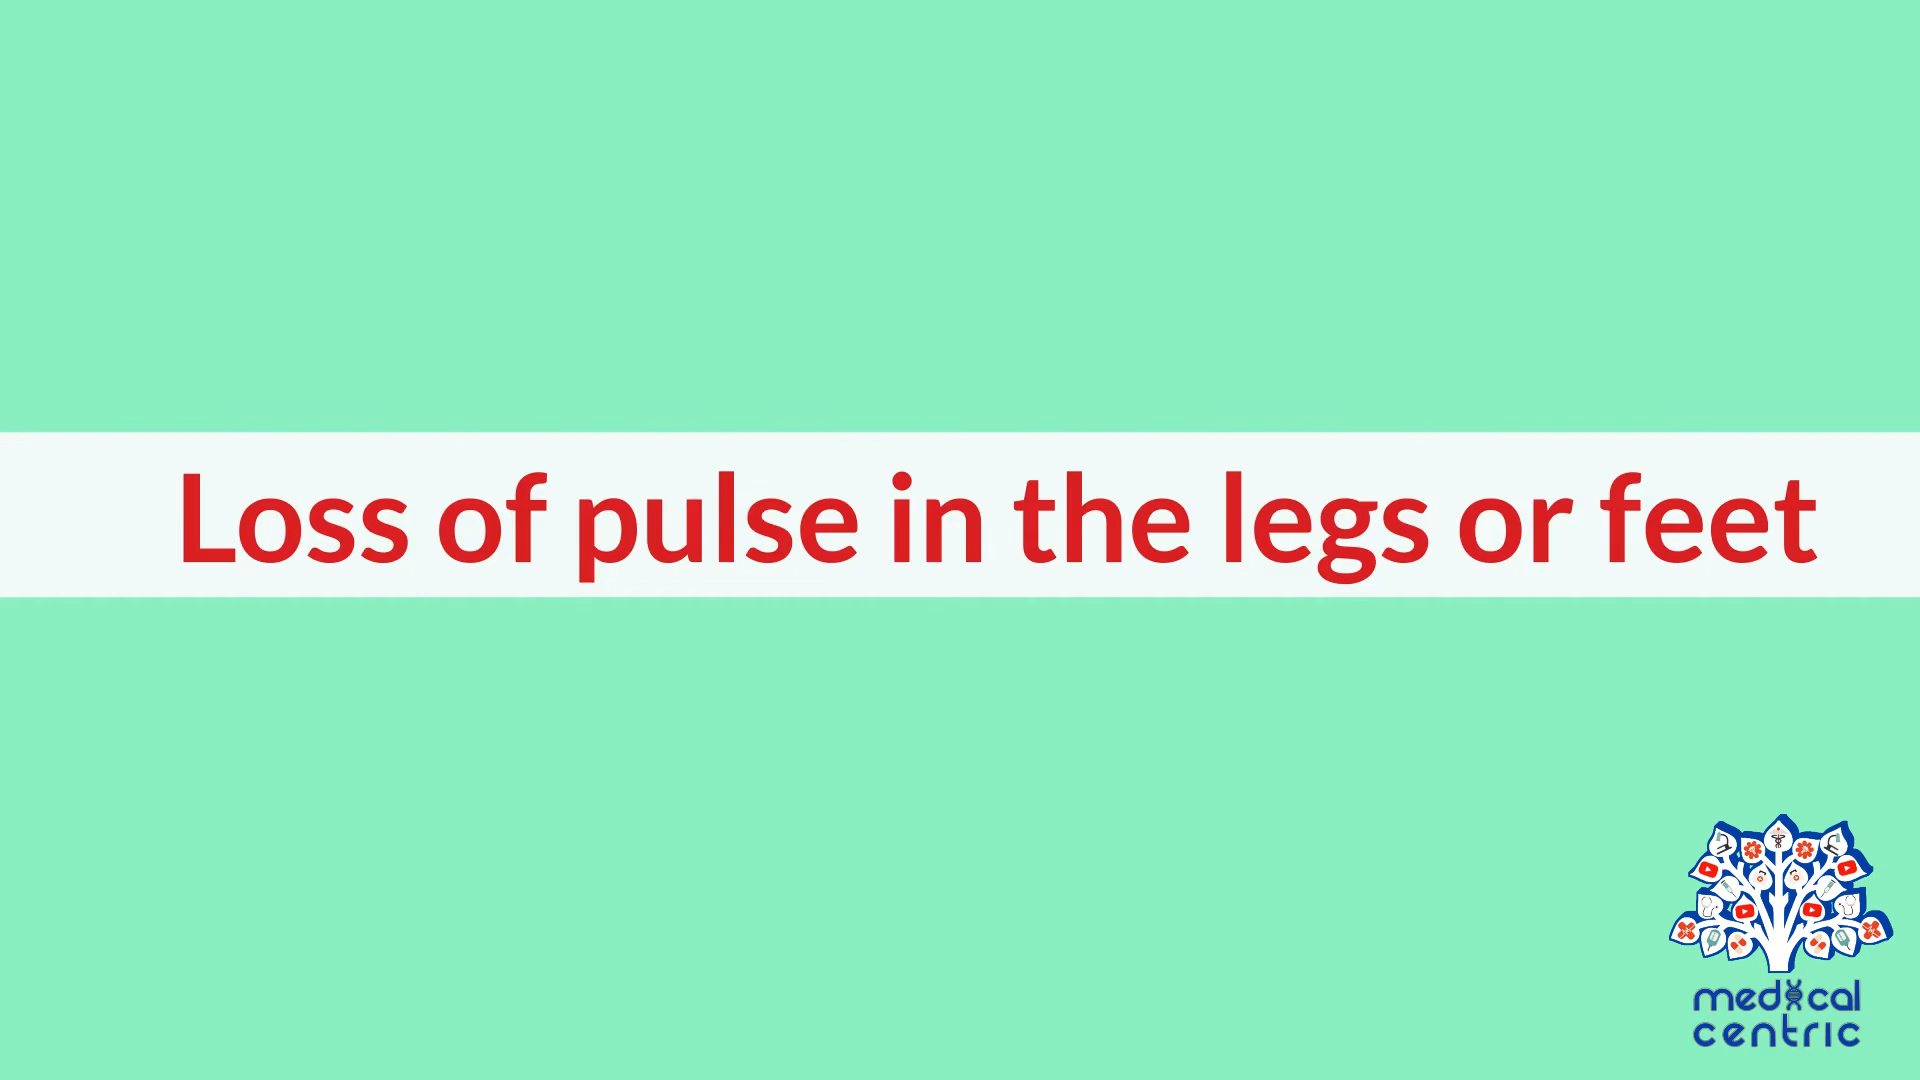 Loss of pulse in the legs or feet
medical
centric